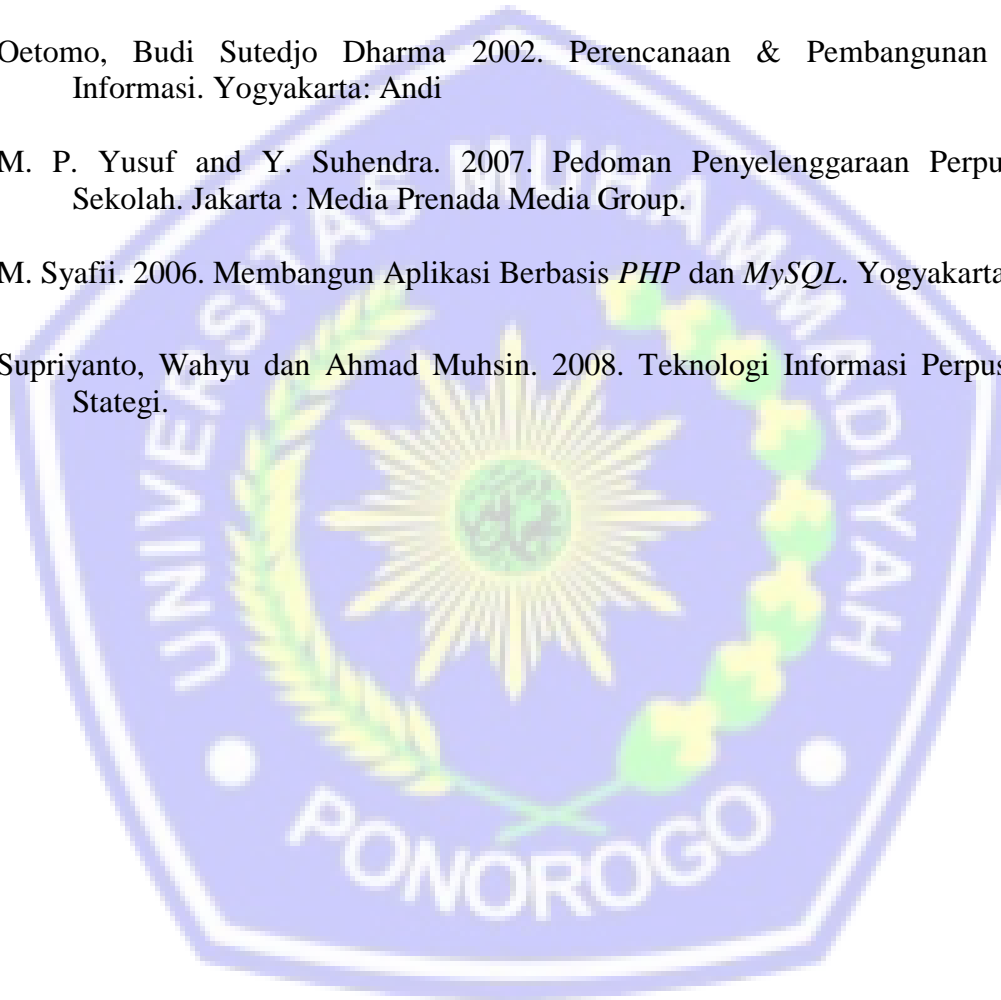 Oetomo, Budi Sutedjo Dharma 2002. Perencanaan & Pembangunan
Informasi. Yogyakarta: Andi
M. P. Yusuf and Y. Suhendra. 2007. Pedoman Penyelenggaraan Perpu
Sekolah. Jakarta : Media Prenada Media Group.
M. Syafii. 2006. Membangun Aplikasi Berbasis PHP dan MySQL. Yogyakarta
Supriyanto, Wahyu dan Ahmad Muhsin. 2008. Teknologi Informasi Perpus
Stategi.
UNIVERSITAS MUHAMMADIYAH
PONOROGO